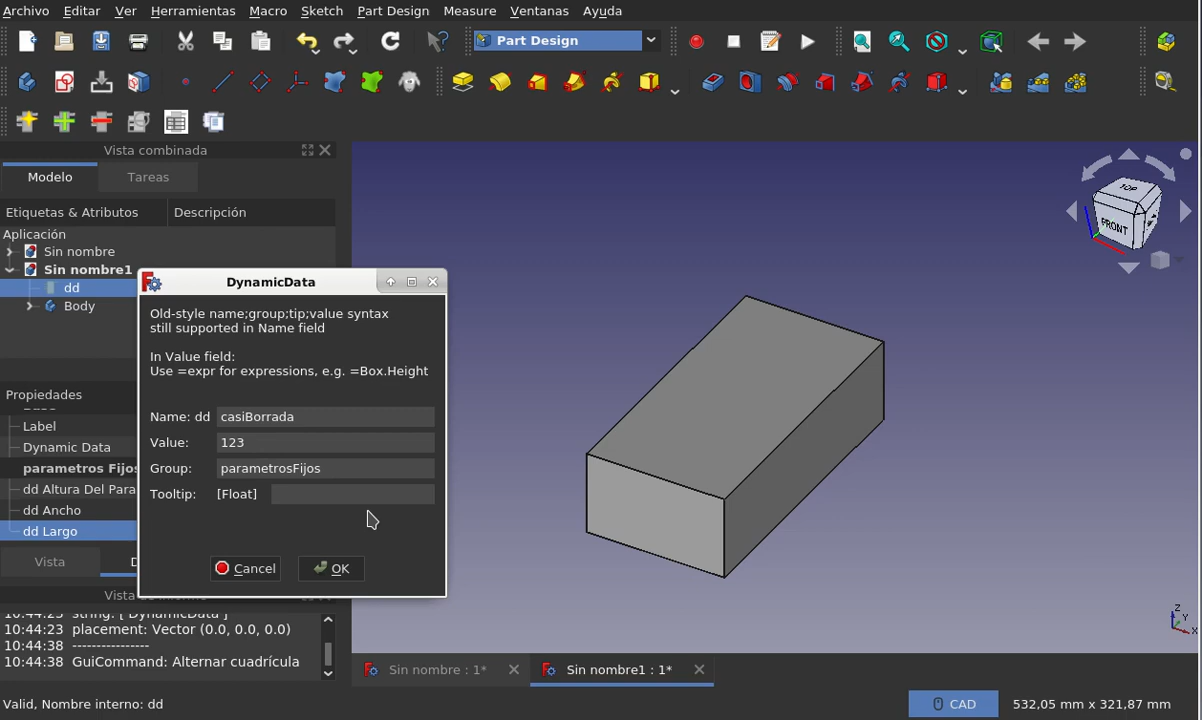 Archivo Editar Ver Herramientas Macro Sketch Part Design Measure Ventanas Ayuda
Part Design
Vista combinada
Modelo Tareas
Etiquetas & Atributos Descripción
Aplicación
Sin nombre
Sin nombre1
dd
Body
Propiedades
Label
Dynamic Data
parametros Fijos
dd Altura Del Para
dd Ancho
dd Largo
Vista D
DynamicData
Old-style name;group;tip;value syntax
still supported in Name field
In Value field:
Use =expr for expressions, e.g. =Box.Height
Name: dd casiBorrada
Value: 123
Group: parametrosFijos
Tooltip: [Float]
Cancel OK
TOP
FRONT
Z
Y
X
10:44:23 string: [ DynamicData ]
10:44:23 placement: Vector (0.0, 0.0, 0.0)
10:44:38 ----------------
10:44:38 GuiCommand: Alternar cuadrícula
Sin nombre : 1* Sin nombre1 : 1*
Valid, Nombre interno: dd
CAD 532,05 mm x 321,87 mm